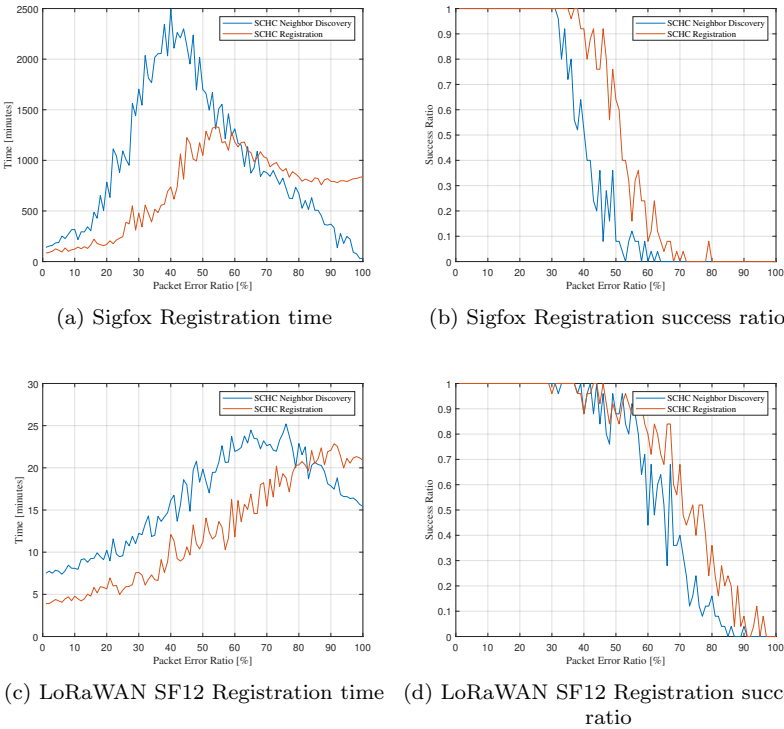 2500
2000
1500
1000
500
0
Time [minutes]
0 10 20 30 40 50 60 70 80 90 100
Packet Error Ratio [%]
SCHC Neighbor Discovery
SCHC Registration
(a) Sigfox Registration time
1
0.9
0.8
0.7
0.6
0.5
0.4
0.3
0.2
0.1
0
Success Ratio
0 10 20 30 40 50 60 70 80 90 100
Packet Error Ratio [%]
SCHC Neighbor Discovery
SCHC Registration
(b) Sigfox Registration success ratio
30
25
20
15
10
5
0
Time [minutes]
0 10 20 30 40 50 60 70 80 90 100
Packet Error Ratio [%]
SCHC Neighbor Discovery
SCHC Registration
(c) LoRaWAN SF12 Registration time
1
0.9
0.8
0.7
0.6
0.5
0.4
0.3
0.2
0.1
0
Success Ratio
0 10 20 30 40 50 60 70 80 90 100
Packet Error Ratio [%]
SCHC Neighbor Discovery
SCHC Registration
(d) LoRaWAN SF12 Registration succ
ratio